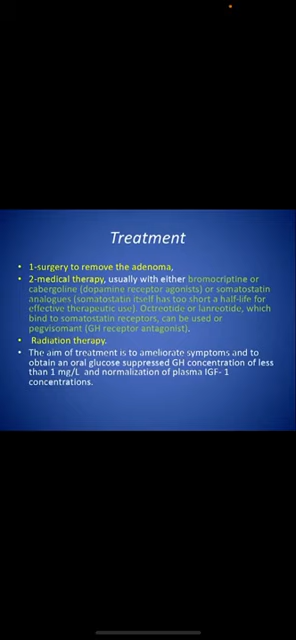 Treatment
• 1-surgery to remove the adenoma,
• 2-medical therapy, usually with either bromocriptine or
cabergoline (dopamine receptor agonists) or somatostatin
analogues (somatostatin itself has too short a half-life for
effective therapeutic use). Octreotide or lanreotide, which
bind to somatostatin receptors, can be used or
pegvisomant (GH receptor antagonist).
• Radiation therapy.
• The aim of treatment is to ameliorate symptoms and to
obtain an oral glucose suppressed GH concentration of less
than 1 mg/L and normalization of plasma IGF- 1
concentrations.